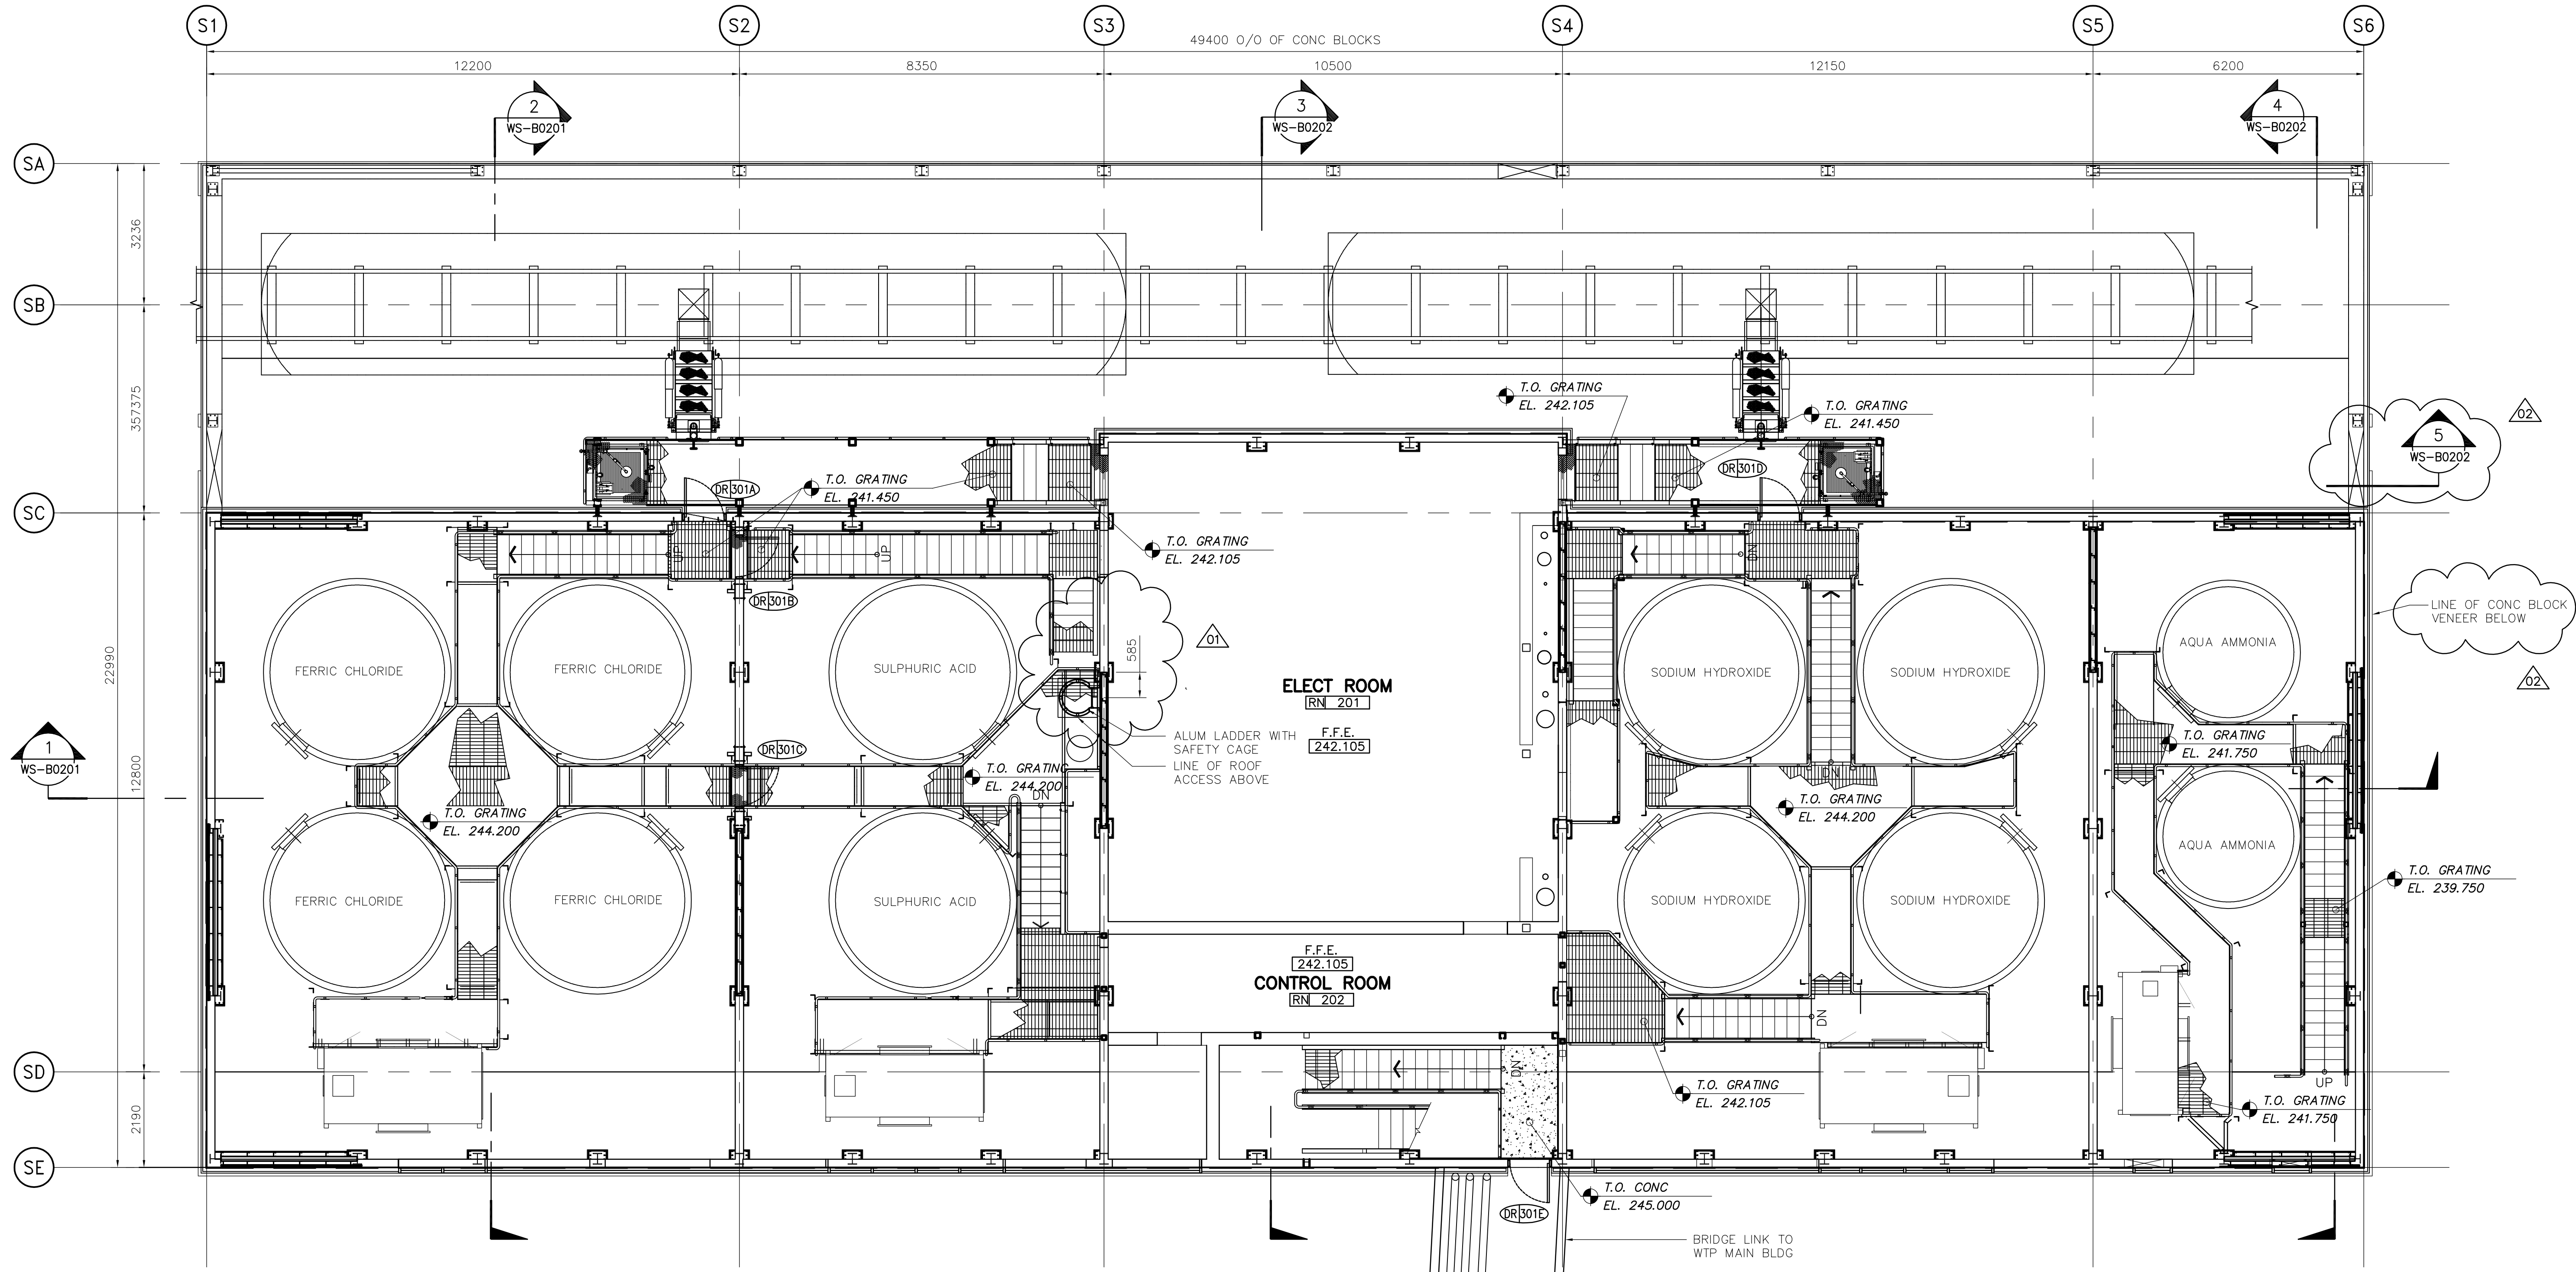 S1
S2
S3
S4
S5
S6
49400 O/O OF CONC BLOCKS
12200
8350
10500
12150
6200
2
WS-B0201
3
WS-B0202
4
WS-B0202
SA
3236
SB
357375
T.O. GRATING
EL. 242.105
T.O. GRATING
EL. 241.450
02
5
WS-B0202
DR 301D
DR 301A
T.O. GRATING
EL. 241.450
SC
UP
UP
T.O. GRATING
EL. 242.105
DN
DR 301B
LINE OF CONC BLOCK
VENEER BELOW
02
01
585
22990
12800
FERRIC CHLORIDE
FERRIC CHLORIDE
SULPHURIC ACID
SODIUM HYDROXIDE
SODIUM HYDROXIDE
AQUA AMMONIA
ELECT ROOM
RN 201
F.F.E.
242.105
ALUM LADDER WITH
SAFETY CAGE
LINE OF ROOF
ACCESS ABOVE
DR 301C
1
WS-B0201
T.O. GRATING
EL. 241.750
T.O. GRATING
EL. 244.200
DN
DN
T.O. GRATING
EL. 244.200
T.O. GRATING
EL. 244.200
AQUA AMMONIA
T.O. GRATING
EL. 239.750
FERRIC CHLORIDE
FERRIC CHLORIDE
SULPHURIC ACID
SODIUM HYDROXIDE
SODIUM HYDROXIDE
F.F.E.
242.105
CONTROL ROOM
RN 202
DN
SD
DN
UP
T.O. GRATING
EL. 242.105
T.O. GRATING
EL. 241.750
2190
SE
T.O. CONC
EL. 245.000
DR 301E
BRIDGE LINK TO
WTP MAIN BLDG